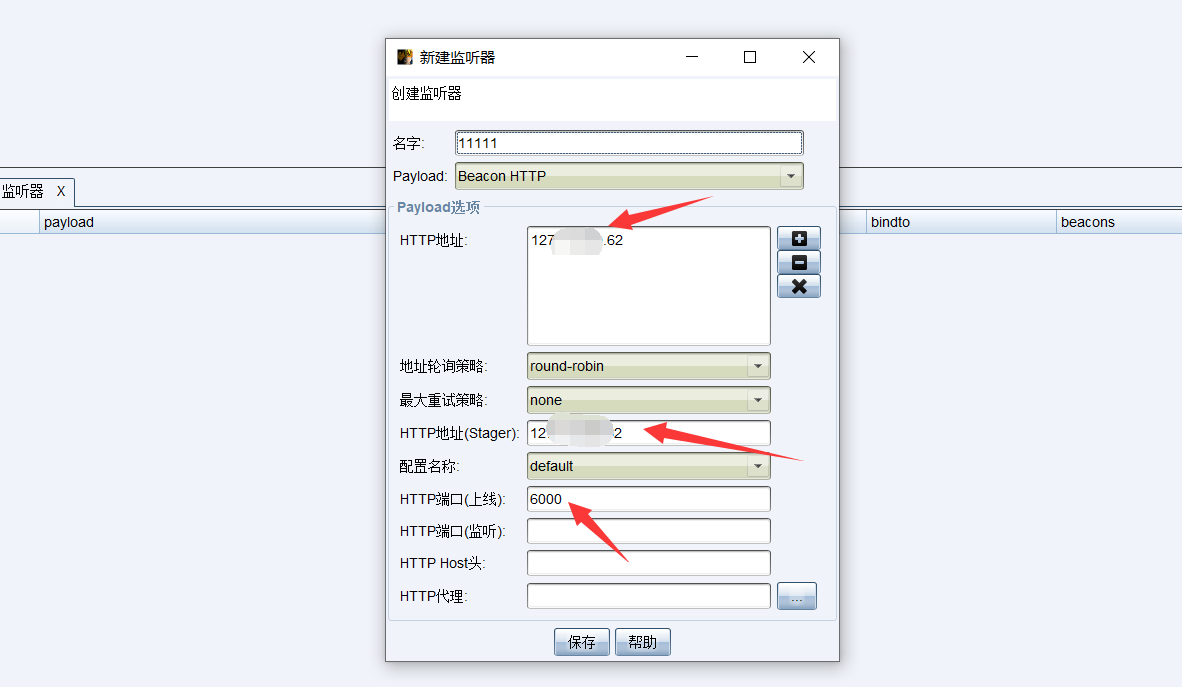 新建监听器
创建监听器
名字: 11111
监听器 X
Payload: Beacon HTTP
Payload选项
payload
bindto
beacons
HTTP地址: 127 .62
地址轮询策略: round-robin
最大重试策略: none
HTTP地址(Stager): 12 2
配置名称: default
HTTP端口(上线): 6000
HTTP端口(监听):
HTTP Host头:
HTTP代理: ...
保存 帮助